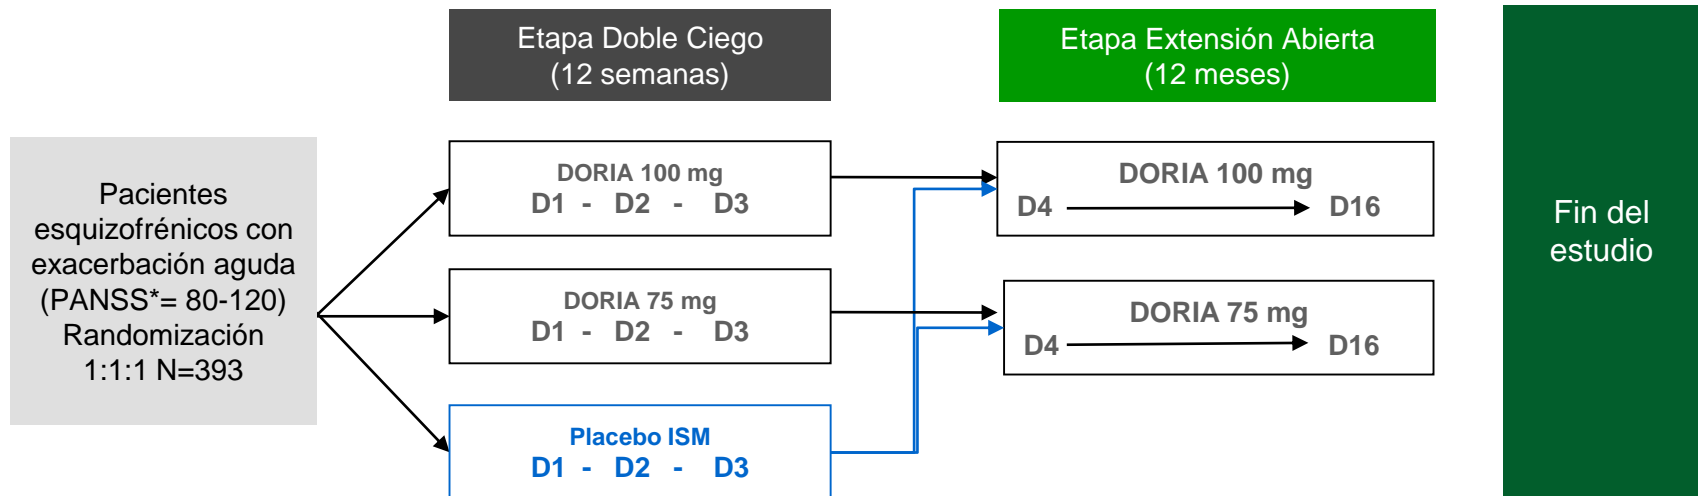 Etapa Doble Ciego
(12 semanas)
Etapa Extensión Abierta
(12 meses)
Pacientes
esquizofrénicos con
exacerbación aguda
(PANSS*= 80-120)
Randomización
1:1:1 N=393
DORIA 100 mg
D1 - D2 - D3
DORIA 75 mg
D1 - D2 - D3
Placebo ISM
D1 - D2 - D3
DORIA 100 mg
D4 D16
DORIA 75 mg
D4 D16
Fin del
estudio